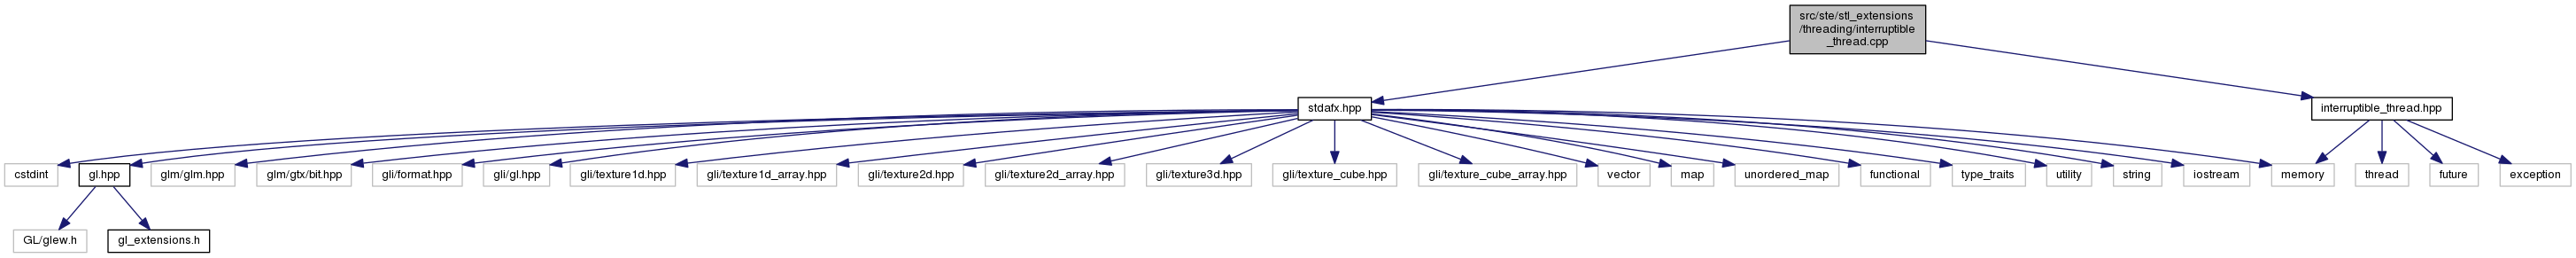 src/ste/stl_extensions
/threading/interruptible
_thread.cpp
stdafx.hpp
interruptible_thread.hpp
cstdint
gl.hpp
glm/glm.hpp
glm/gtx/bit.hpp
gli/format.hpp
gli/gl.hpp
gli/texture1d.hpp
gli/texture1d_array.hpp
gli/texture2d.hpp
gli/texture2d_array.hpp
gli/texture3d.hpp
gli/texture_cube.hpp
gli/texture_cube_array.hpp
vector
map
unordered_map
functional
type_traits
utility
string
iostream
memory
thread
future
exception
GL/glew.h
gl_extensions.h